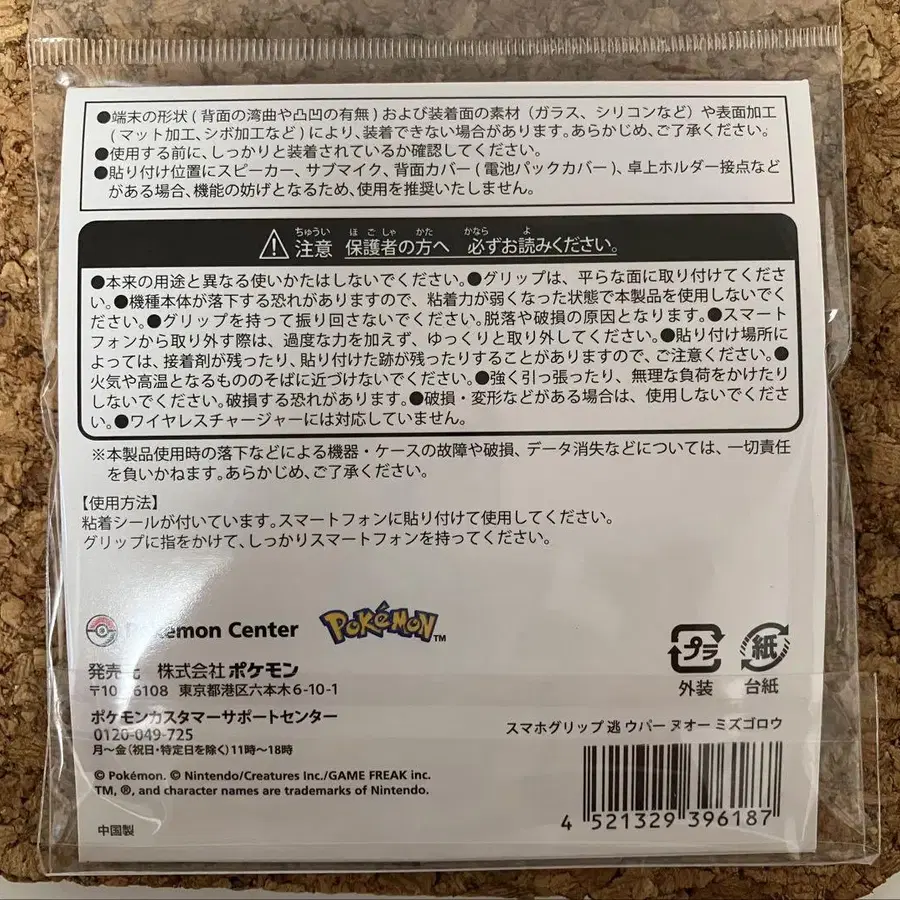 ●端末の形状(背面の湾曲や凸凹の有無)および装着面の素材(ガラス、シリコンなど)や表面加工
(マット加工、シボ加工など)により、装着できない場合があります。あらかじめ、ご了承ください。
●使用する前に、しっかりと装着されているか確認してください。
●貼り付け位置にスピーカー、サブマイク、背面カバー(電池パックカバー)、卓上ホルダー接点など
がある場合、機能の妨げとなるため、使用を推奨いたしません。
ちゅうい ほごしゃ かた かなら よ
注意 保護者の方へ 必ずお読みください。
●本来の用途と異なる使いかたはしないでください。●グリップは、平らな面に取り付けてくださ
い。●機種本体が落下する恐れがありますので、粘着力が弱くなった状態で本製品を使用しないでく
ださい。●グリップを持って振り回さないでください。脱落や破損の原因となります。●スマート
フォンから取り外す際は、過度な力を加えず、ゆっくりと取り外してください。●貼り付け場所に
よっては、接着剤が残ったり、貼り付けた跡が残ったりすることがありますので、ご注意ください。●
火気や高温となるもののそばに近づけないでください。●強く引っ張ったり、無理な負荷をかけたり
しないでください。破損する恐れがあります。●破損・変形などがある場合は、使用しないでくださ
い。●ワイヤレスチャージャーには対応していません。
※本製品使用時の落下などによる機器・ケースの故障や破損、データ消失などについては、一切責任
を負いかねます。あらかじめ、ご了承ください。
【使用方法】
粘着シールが付いています。スマートフォンに貼り付けて使用してください。
グリップに指をかけて、しっかりスマートフォンを持ってください。
Pokémon Center POKéMON™
プラ 紙
外装 台紙
発売元 株式会社ポケモン
東京都港区六本木6-10-1
ポケモンカスタマーサポートセンター
0120-049-725
月〜金(祝日・特定日を除く)11時〜18時
スマホグリップ 逃 ウパー ヌオー ミズゴロウ
© Pokémon. © Nintendo/Creatures Inc./GAME FREAK inc.
TM, ®, and character names are trademarks of Nintendo.
4 521329 396187
中国製